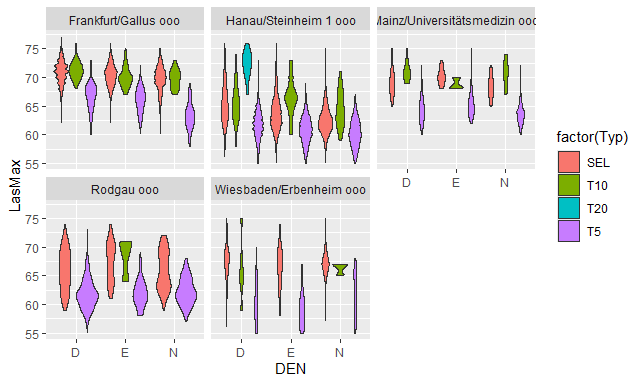 Frankfurt/Gallus ooo
Hanau/Steinheim 1 ooo
Mainz/Universitätsmedizin ooo
75
70
65
60
55
D E N
Rodgau ooo
Wiesbaden/Erbenheim ooo
75
70
65
60
55
D E N
D E N
DEN
LasMax
factor(Typ)
SEL
T10
T20
T5